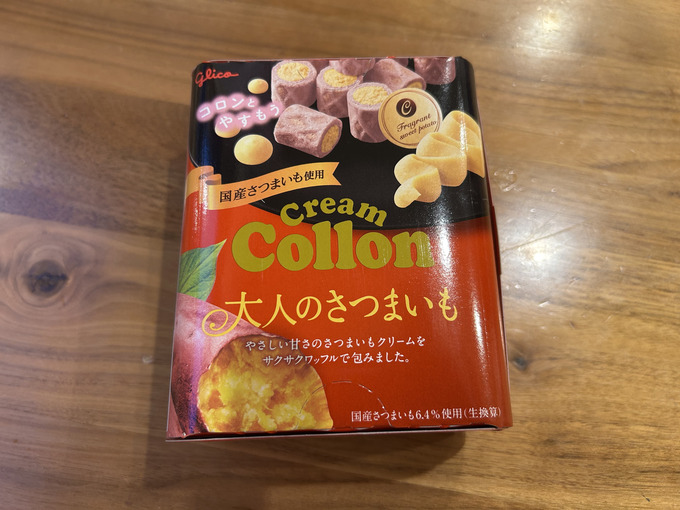 glico
コロンと
やすもう
C
Fragrant
sweet potato
国産さつまいも使用
Cream
Collon
大人のさつまいも
やさしい甘さのさつまいもクリームを
サクサクワッフルで包みました。
国産さつまいも6.4%使用(生換算)